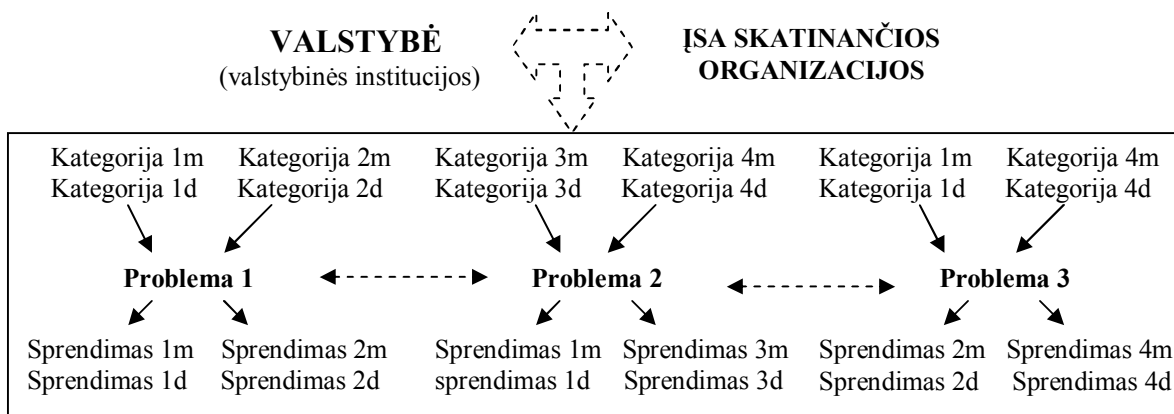 VALSTYBĖ
(valstybinės institucijos)
ĮSA SKATINANČIOS
ORGANIZACIJOS
Kategorija 1m Kategorija 2m Kategorija 3m Kategorija 4m Kategorija 1m Kategorija 4m
Kategorija 1d Kategorija 2d Kategorija 3d Kategorija 4d Kategorija 1d Kategorija 4d
Problema 1 Problema 2 Problema 3
Sprendimas 1m Sprendimas 2m Sprendimas 1m Sprendimas 3m Sprendimas 2m Sprendimas 4m
Sprendimas 1d Sprendimas 2d sprendimas 1d Sprendimas 3d Sprendimas 2d Sprendimas 4d